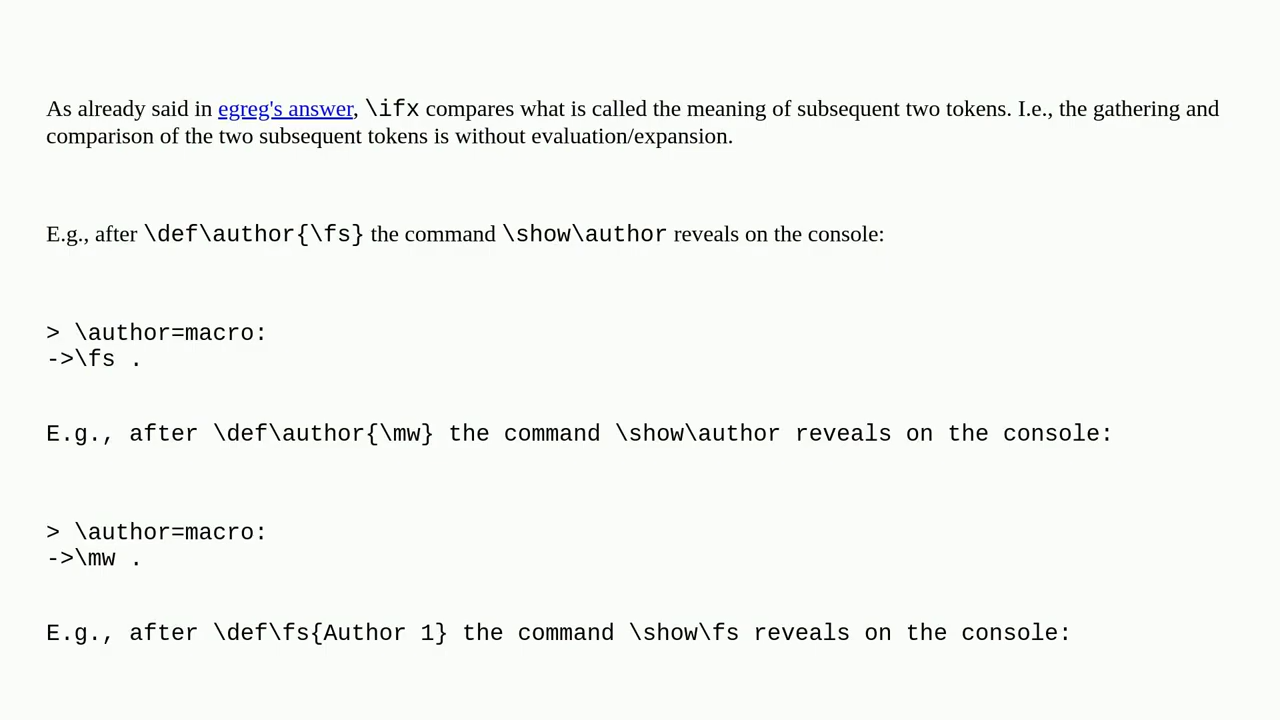 As already said in egreg's answer, \ifx compares what is called the meaning of subsequent two tokens. I.e., the gathering and
comparison of the two subsequent tokens is without evaluation/expansion.
E.g., after \def\author{\fs} the command \show\author reveals on the console:
> \author=macro:
->\fs .
E.g., after \def\author{\mw} the command \show\author reveals on the console:
> \author=macro:
->\mw .
E.g., after \def\fs{Author 1} the command \show\fs reveals on the console: